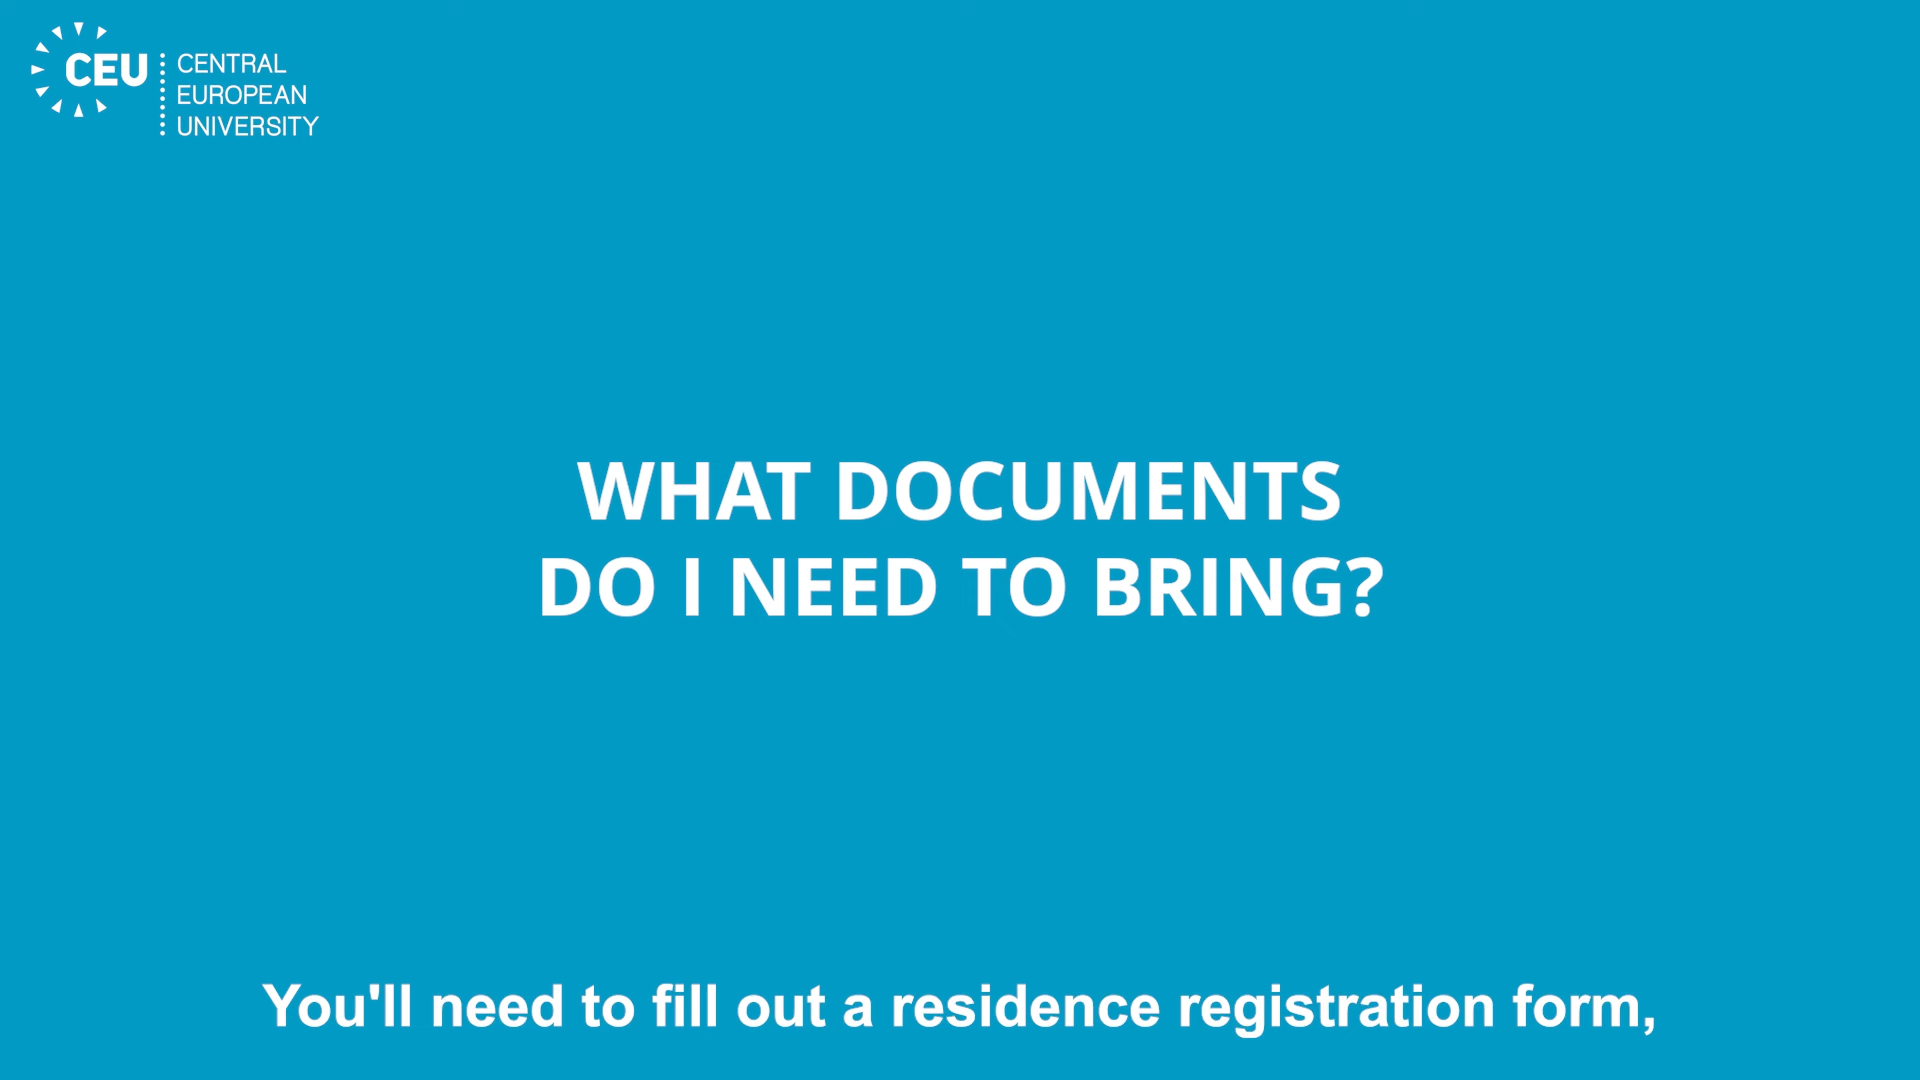 CEU
CENTRAL
EUROPEAN
UNIVERSITY
WHAT DOCUMENTS
DO I NEED TO BRING?
You'll need to fill out a residence registration form,